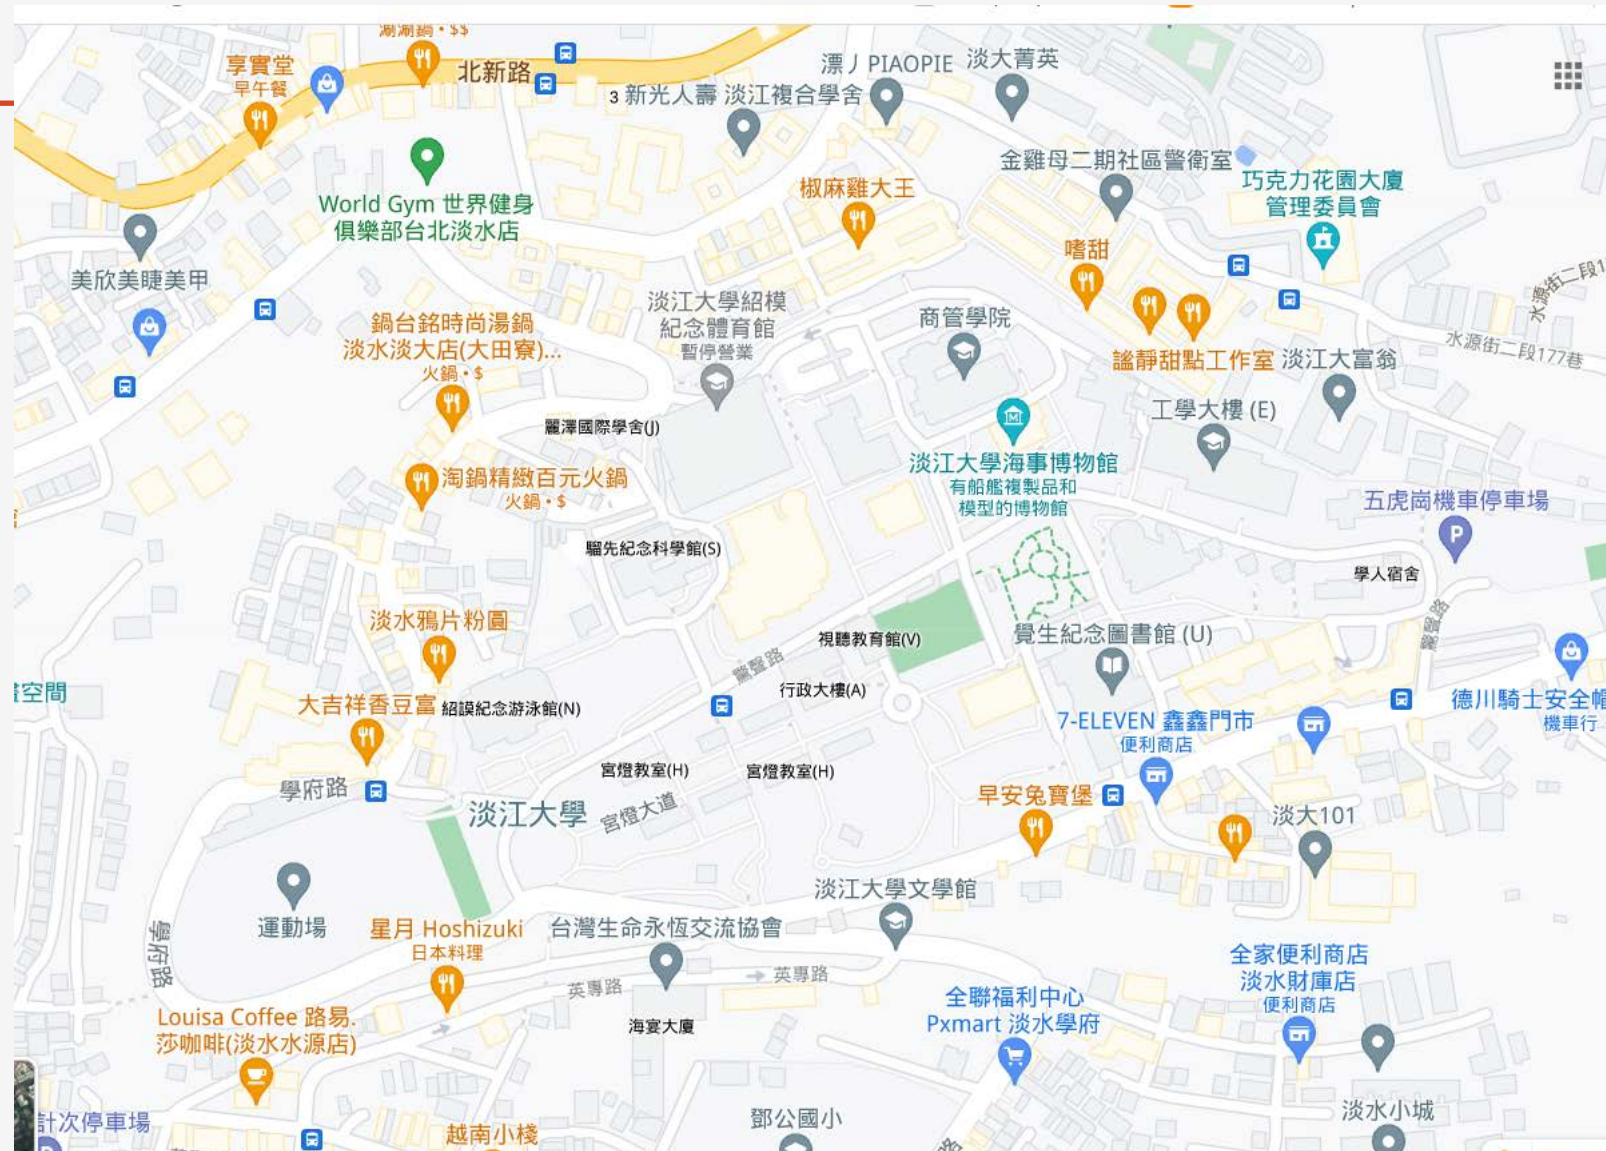 涮涮鍋・$$
享實堂
早午餐
北新路
漂丿PIAOPIE
淡大菁英
3 新光人壽 淡江複合學舍
金雞母二期社區警衛室
World Gym 世界健身
俱樂部台北淡水店
椒麻雞大王
巧克力花園大廈
管理委員會
美欣美睫美甲
嗜甜
水源街二段1
鍋台銘時尚湯鍋
淡水淡大店(大田寮)...
火鍋・$
淡江大學紹模
紀念體育館
暫停營業
商管學院
謐靜甜點工作室
淡江大富翁
水源街二段177巷
麗澤國際學舍(J)
工學大樓 (E)
淡江大學海事博物館
有船艦複製品和
模型的博物館
淘鍋精緻百元火鍋
火鍋・$
五虎崗機車停車場
騮先紀念科學館(S)
學人宿舍
淡水鴉片粉圓
視聽教育館(V)
覺生紀念圖書館 (U)
驚聲路
驚聲路
空間
大吉祥香豆富
紹謨紀念游泳館(N)
行政大樓(A)
德川騎士安全帽
機車行
7-ELEVEN 鑫鑫門市
便利商店
宮燈教室(H)
宮燈教室(H)
學府路
淡江大學
宮燈大道
早安兔寶堡
淡大101
淡江大學文學館
運動場
星月 Hoshizuki
日本料理
台灣生命永恆交流協會
學府路
英專路
英專路
全家便利商店
淡水財庫店
便利商店
全聯福利中心
Pxmart 淡水學府
Louisa Coffee 路易.
莎咖啡(淡水水源店)
海宴大廈
計次停車場
越南小棧
鄧公國小
淡水小城
路